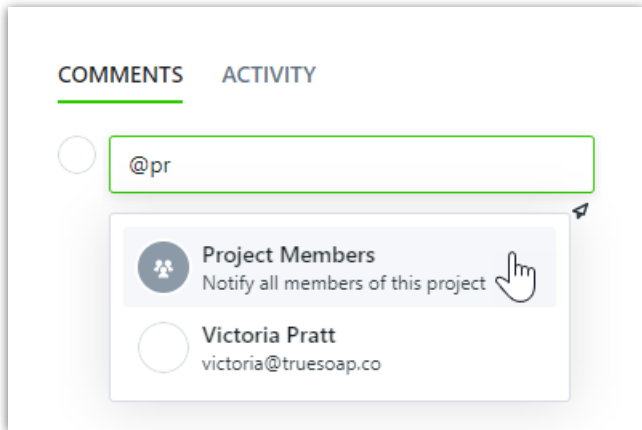 COMMENTS ACTIVITY
@pr
Project Members
Notify all members of this project
Victoria Pratt
victoria@truesoap.co